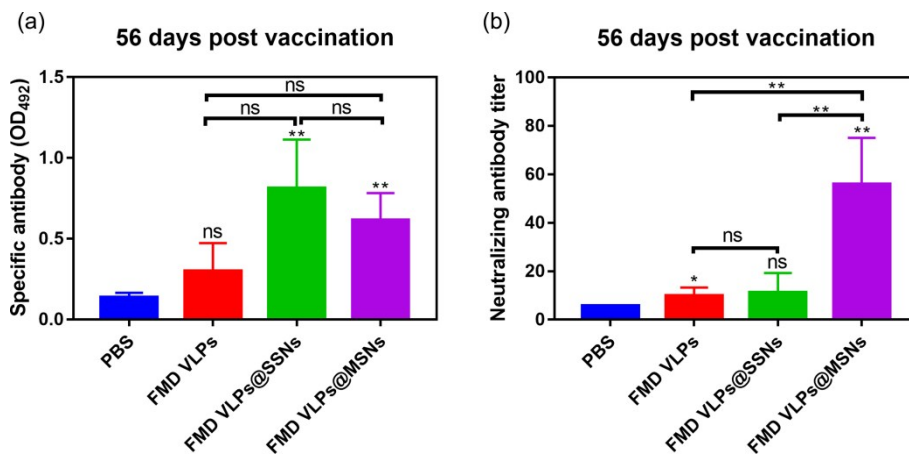 (a)
56 days post vaccination
Specific antibody (OD492)
1.5
1.0
0.5
0.0
ns
ns
ns
**
**
ns
PBS
FMD VLPs
FMD VLPs@SSNs
FMD VLPs@MSNs
(b)
56 days post vaccination
Neutralizing antibody titer
100
80
60
40
20
0
**
**
**
ns
ns
*
PBS
FMD VLPs
FMD VLPs@SSNs
FMD VLPs@MSNs